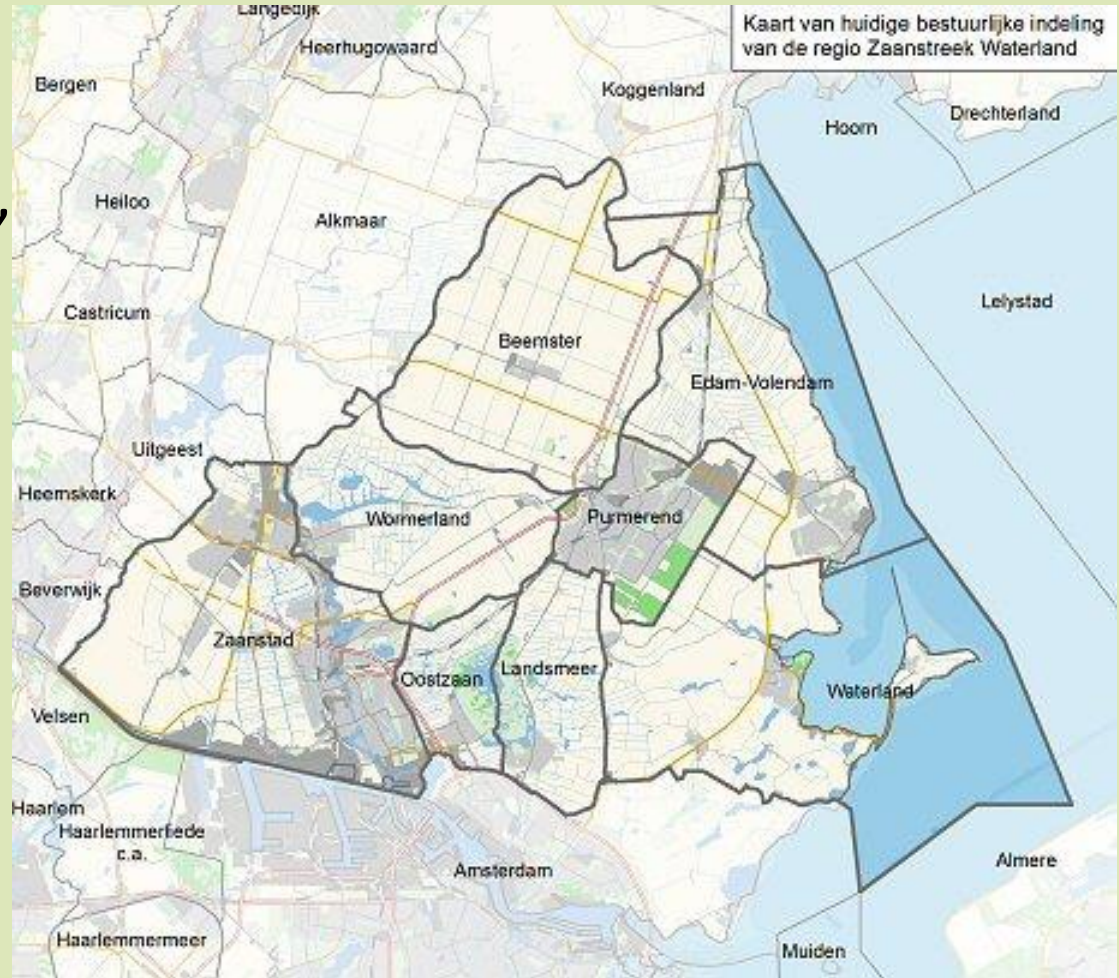 Langedijk
Kaart van huidige bestuurlijke indeling
van de regio Zaanstreek Waterland
Heerhugowaard
Bergen
Koggenland
Drechterland
Hoorn
Heiloo
Alkmaar
Castricum
Lelystad
Beemster
Edam-Volendam
Uitgeest
Heemskerk
Wormerland
Purmerend
Beverwijk
Zaanstad
Oostzaan
Landsmeer
Waterland
Velsen
Haarlem
Haarlemmerliede
c.a.
Amsterdam
Almere
Haarlemmermeer
Muiden